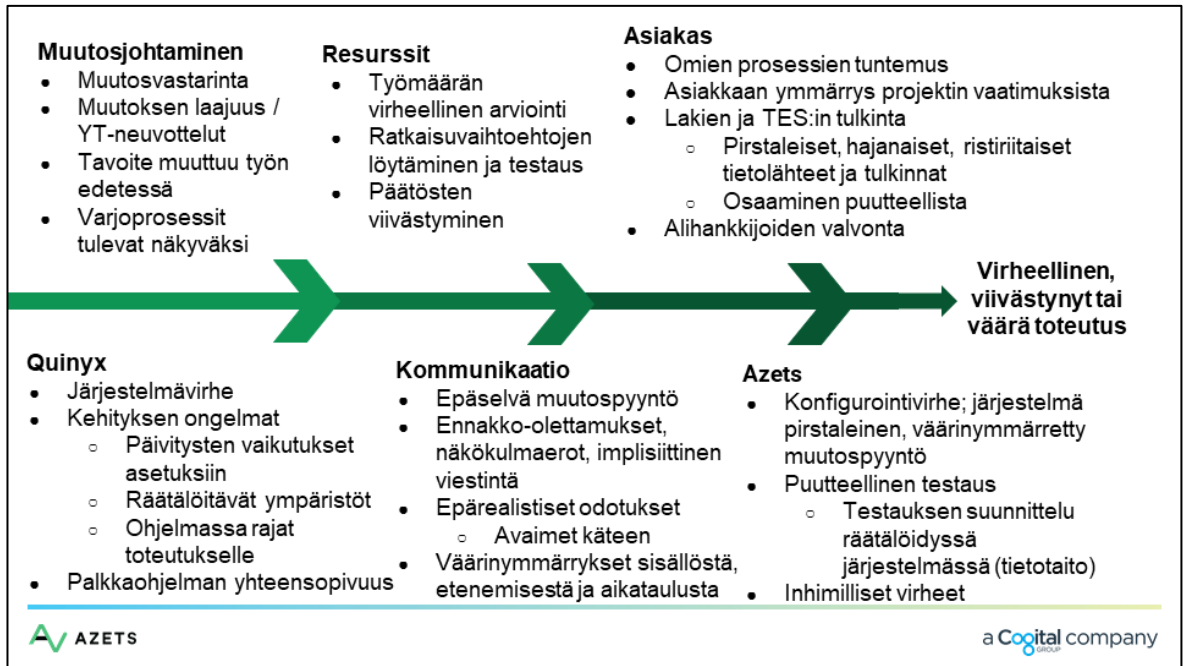 Muutosjohtaminen
● Muutosvastarinta
● Muutoksen laajuus /
YT-neuvottelut
● Tavoite muuttuu työn
edetessä
● Varjoprosessit
tulevat näkyväksi
Resurssit
● Työmäärän
virheellinen arviointi
● Ratkaisuvaihtoehtojen
löytäminen ja testaus
● Päätösten
viivästyminen
Asiakas
● Omien prosessien tuntemus
● Asiakkaan ymmärrys projektin vaatimuksista
● Lakien ja TES:in tulkinta
○ Pirstaleiset, hajanaiset, ristiriitaiset
tietolähteet ja tulkinnat
○ Osaaminen puutteellista
● Alihankkijoiden valvonta
Virheellinen,
viivästynyt tai
väärä toteutus
Quinyx
● Järjestelmävirhe
● Kehityksen ongelmat
○ Päivitysten vaikutukset
asetuksiin
○ Räätälöitävät ympäristöt
○ Ohjelmassa rajat
toteutukselle
● Palkkaohjelman yhteensopivuus
Kommunikaatio
● Epäselvä muutospyyntö
● Ennakko-olettamukset,
näkökulmaerot, implisiittinen
viestintä
● Epärealistiset odotukset
○ Avaimet käteen
● Väärinymmärrykset sisällöstä,
etenemisestä ja aikataulusta
Azets
● Konfigurointivirhe; järjestelmä
pirstaleinen, väärinymmärretty
muutospyyntö
● Puutteellinen testaus
○ Testauksen suunnittelu
räätälöidyssä
järjestelmässä (tietotaito)
● Inhimilliset virheet
AZETS
a Cogital company
GROUP